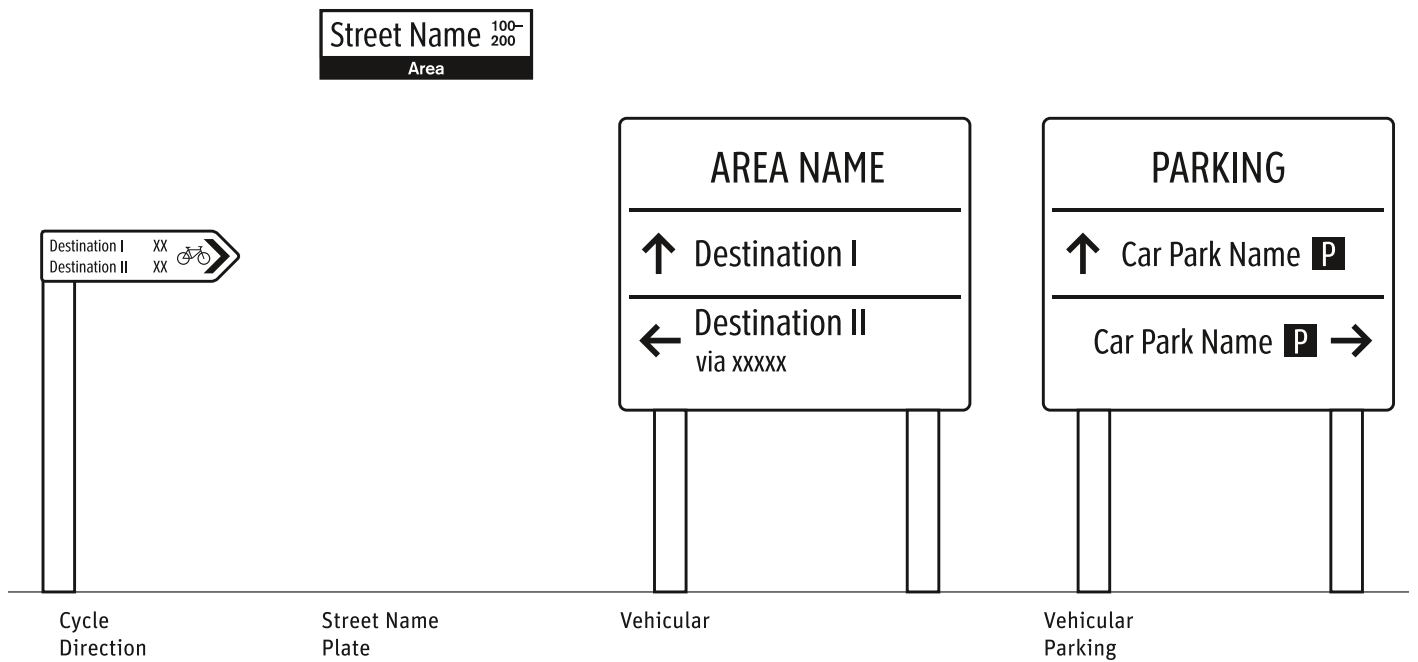 Street Name 100–
200
Area
Destination I XX
Destination II XX
AREA NAME
Destination I
Destination II
via xxxxx
PARKING
Car Park Name P
Car Park Name P
Cycle
Direction
Street Name
Plate
Vehicular
Vehicular
Parking